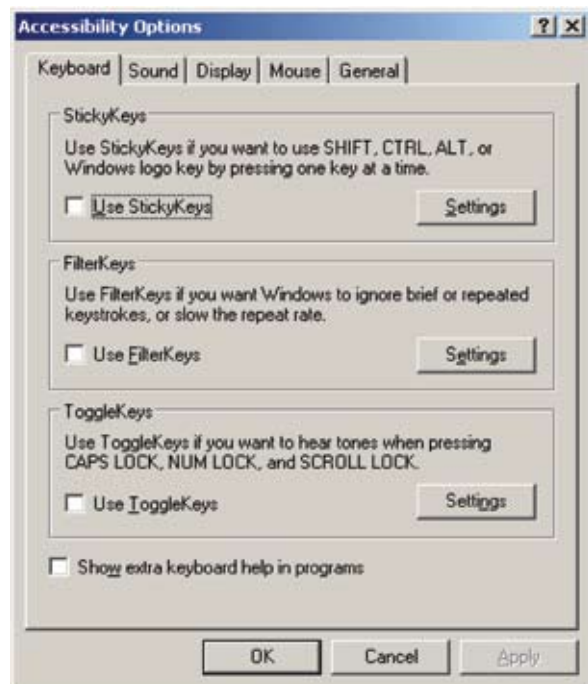 Accessibility Options
Keyboard Sound Display Mouse General
StickyKeys
Use StickyKeys if you want to use SHIFT, CTRL, ALT, or
Windows logo key by pressing one key at a time.
Use StickyKeys
Settings
FilterKeys
Use FilterKeys if you want Windows to ignore brief or repeated
keystrokes, or slow the repeat rate.
Use FilterKeys
Settings
ToggleKeys
Use ToggleKeys if you want to hear tones when pressing
CAPS LOCK, NUM LOCK, and SCROLL LOCK.
Use ToggleKeys
Settings
Show extra keyboard help in programs
OK Cancel Apply